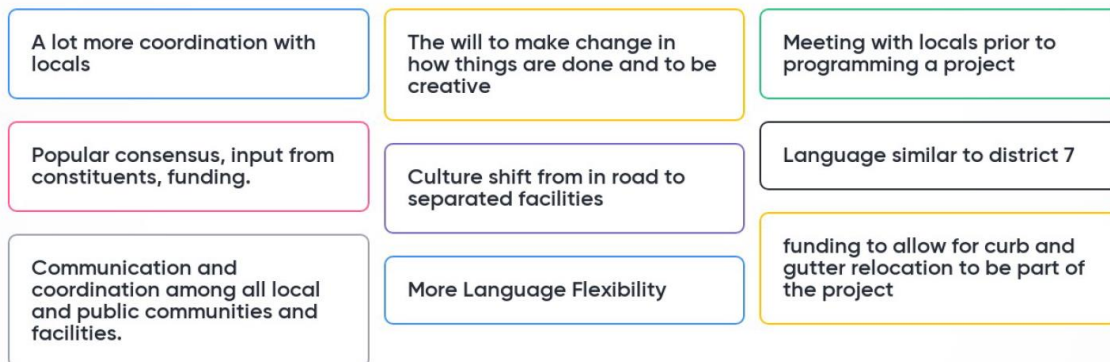 A lot more coordination with
locals
Popular consensus, input from
constituents, funding.
Communication and
coordination among all local
and public communities and
facilities.
The will to make change in
how things are done and to be
creative
Culture shift from in road to
separated facilities
More Language Flexibility
Meeting with locals prior to
programming a project
Language similar to district 7
funding to allow for curb and
gutter relocation to be part of
the project